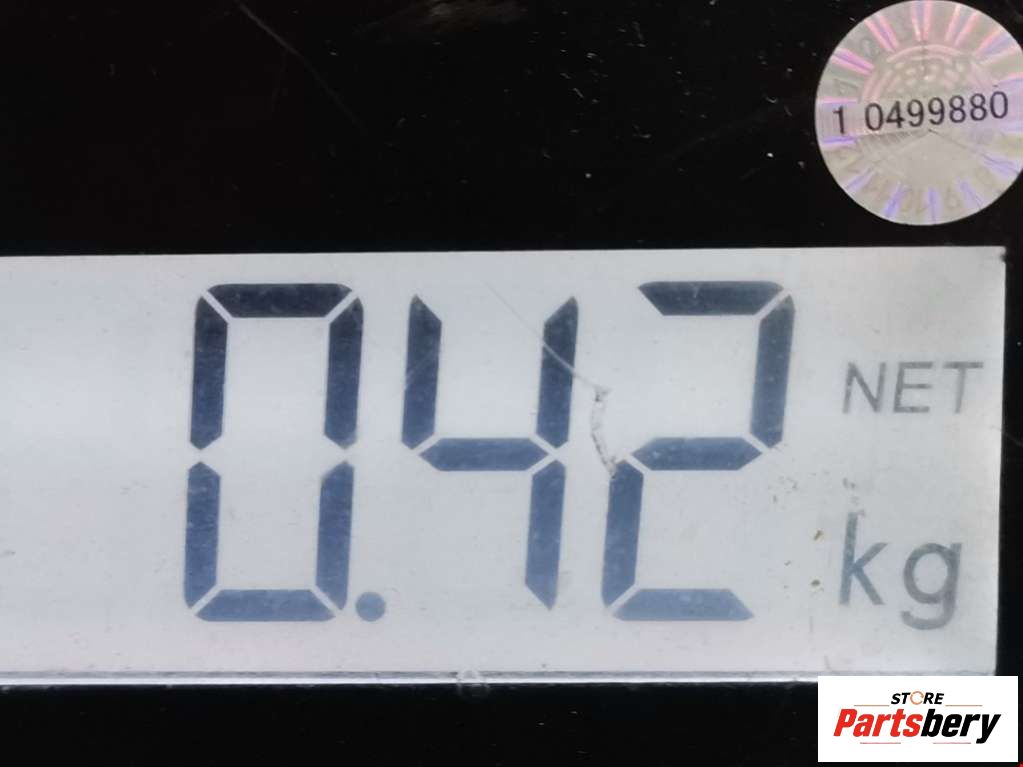 1 0499880
0.42
NET
kg
STORE
Partsbery